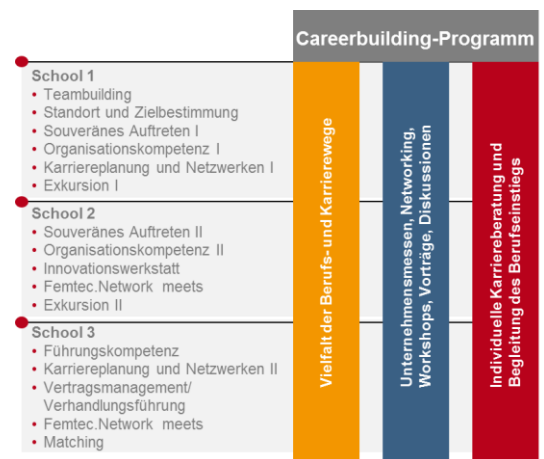 Careerbuilding-Programm
School 1
• Teambuilding
• Standort und Zielbestimmung
• Souveränes Auftreten I
• Organisationskompetenz I
• Karriereplanung und Netzwerken I
• Exkursion I
School 2
• Souveränes Auftreten II
• Organisationskompetenz II
• Innovationswerkstatt
• Femtec.Network meets
• Exkursion II
School 3
• Führungskompetenz
• Karriereplanung und Netzwerken II
• Vertragsmanagement/
Verhandlungsführung
• Femtec.Network meets
• Matching
Vielfalt der Berufs- und Karrierewege
Unternehmensmessen, Networking,
Workshops, Vorträge, Diskussionen
Individuelle Karriereberatung und
Begleitung des Berufseinstiegs